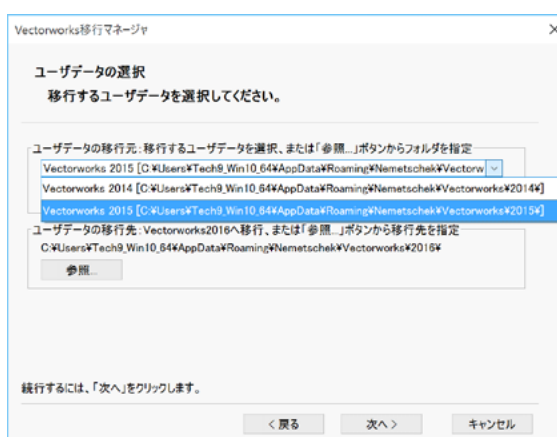 Vectorworks移行マネージャ
ユーザデータの選択
移行するユーザデータを選択してください。
ユーザデータの移行元:移行するユーザデータを選択、または「参照...」ボタンからフォルダを指定
Vectorworks 2015 [C:¥Users¥Tech9_Win10_64¥AppData¥Roaming¥Nemetschek¥Vectorw
Vectorworks 2014 [C:¥Users¥Tech9_Win10_64¥AppData¥Roaming¥Nemetschek¥Vectorworks¥2014¥]
Vectorworks 2015 [C:¥Users¥Tech9_Win10_64¥AppData¥Roaming¥Nemetschek¥Vectorworks¥2015¥]
ユーザデータの移行先:Vectorworks2016へ移行、または「参照...」ボタンから移行先を指定
C:¥Users¥Tech9_Win10_64¥AppData¥Roaming¥Nemetschek¥Vectorworks¥2016¥
参照...
続行するには、「次へ」をクリックします。
< 戻る 次へ > キャンセル